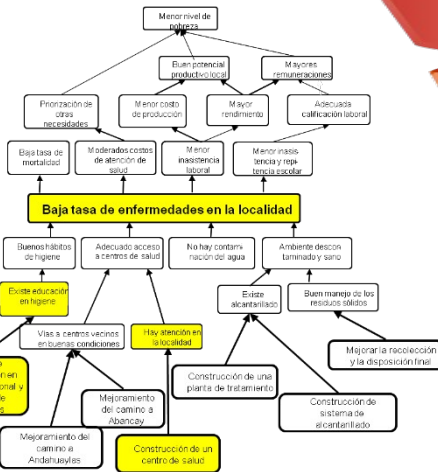 Menor nivel de
pobreza
Buen potencial
productivo local
Mayores
remuneraciones
Priorización de
otras
necesidades
Menor costo
de producción
Mayor
rendimiento
Adecuada
calificación laboral
Baja tasa de
mortalidad
Moderados costos
de atención de
salud
Menor
inasistencia
laboral
Menor inasis
tencia y repi-
tencia escolar
Baja tasa de enfermedades en la localidad
Buenos hábitos
de higiene
Adecuado acceso
a centros de salud
No hay contami
nación del agua
Ambiente descon
taminado y sano
Existe educación
en higiene
Existe
alcantarillado
Buen manejo de los
residuos sólidos
Vías a centros vecinos
en buenas condiciones
Hay atención en
la localidad
Mejorar la recolección
y la disposición final
Construcción de una
planta de tratamiento
Mejoramiento
del camino a
Abancay
Construcción de
sistema de
alcantarillado
Mejoramiento del
camino a
Andahuaylas
Construcción de un
centro de salud